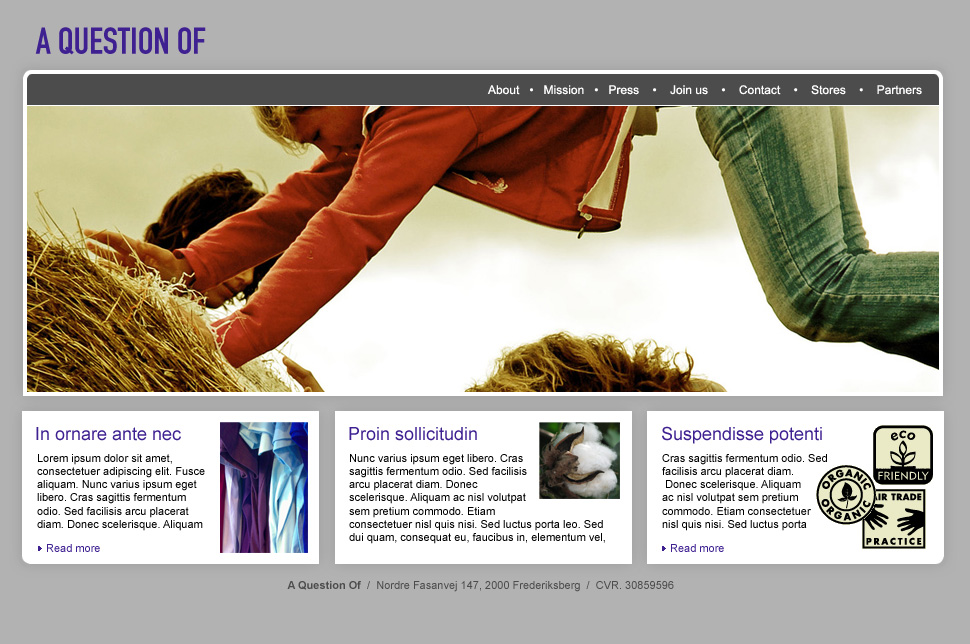 A QUESTION OF
About • Mission • Press • Join us • Contact • Stores • Partners
In ornare ante nec
Lorem ipsum dolor sit amet,
consectetuer adipiscing elit. Fusce
aliquam. Nunc varius ipsum eget
libero. Cras sagittis fermentum
odio. Sed facilisis arcu placerat
diam. Donec scelerisque. Aliquam
Read more
Proin sollicitudin
Nunc varius ipsum eget libero. Cras
sagittis fermentum odio. Sed facilisis
arcu placerat diam. Donec
scelerisque. Aliquam ac nisl volutpat
sem pretium commodo. Etiam
consectetuer nisl quis nisi. Sed luctus porta leo. Sed
dui quam, consequat eu, faucibus in, elementum vel,
Suspendisse potenti
Cras sagittis fermentum odio. Sed
facilisis arcu placerat diam.
Donec scelerisque. Aliquam
ac nisl volutpat sem pretium
commodo. Etiam consectetuer
nisl quis nisi. Sed luctus porta
Read more
eco
FRIENDLY
ORGANIC
ORGANIC
AIR TRADE
PRACTICE
A Question Of / Nordre Fasanvej 147, 2000 Frederiksberg / CVR. 30859596